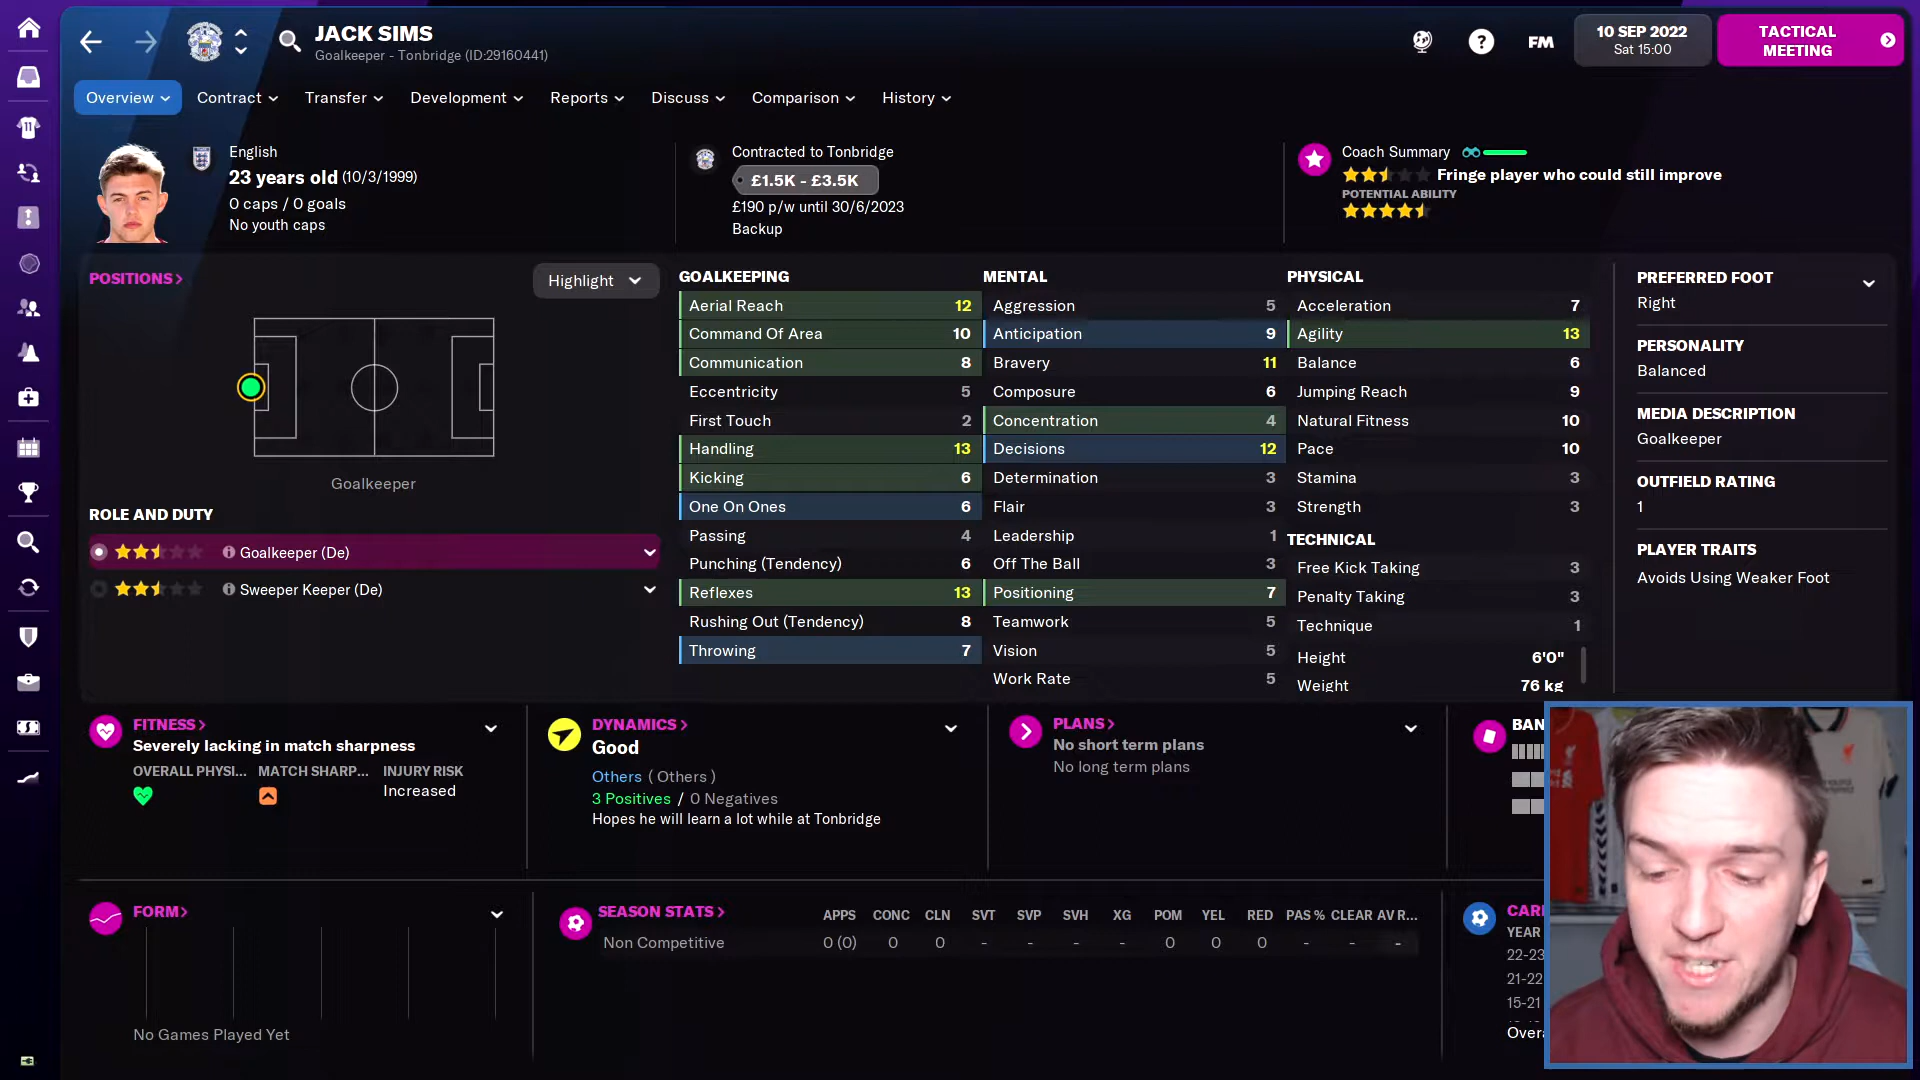 JACK SIMS
Goalkeeper - Tonbridge (ID:29160441)
FM
10 SEP 2022
Sat 15:00
TACTICAL
MEETING
Overview
Contract
Transfer
Development
Reports
Discuss
Comparison
History
English
23 years old (10/3/1999)
0 caps / 0 goals
No youth caps
Contracted to Tonbridge
£1.5K - £3.5K
£190 p/w until 30/6/2023
Backup
Coach Summary
Fringe player who could still improve
POTENTIAL ABILITY
POSITIONS
Highlight
Goalkeeper
ROLE AND DUTY
Goalkeeper (De)
Sweeper Keeper (De)
GOALKEEPING
Aerial Reach 12
Command Of Area 10
Communication 8
Eccentricity 5
First Touch 2
Handling 13
Kicking 6
One On Ones 6
Passing 4
Punching (Tendency) 6
Reflexes 13
Rushing Out (Tendency) 8
Throwing 7
MENTAL
Aggression 5
Anticipation 9
Bravery 11
Composure 6
Concentration 4
Decisions 12
Determination 3
Flair 3
Leadership 1
Off The Ball 3
Positioning 7
Teamwork 5
Vision 5
Work Rate 5
PHYSICAL
Acceleration 7
Agility 13
Balance 6
Jumping Reach 9
Natural Fitness 10
Pace 10
Stamina 3
Strength 3
TECHNICAL
Free Kick Taking 3
Penalty Taking 3
Technique 1
Height 6'0"
Weight 76 kg
PREFERRED FOOT
Right
PERSONALITY
Balanced
MEDIA DESCRIPTION
Goalkeeper
OUTFIELD RATING
1
PLAYER TRAITS
Avoids Using Weaker Foot
FITNESS
Severely lacking in match sharpness
OVERALL PHYSI... MATCH SHARP... INJURY RISK
Increased
DYNAMICS
Good
Others ( Others )
3 Positives / 0 Negatives
Hopes he will learn a lot while at Tonbridge
PLANS
No short term plans
No long term plans
BAN
FORM
No Games Played Yet
SEASON STATS
APPS CONC CLN SVT SVP SVH XG POM YEL RED PAS % CLEAR AV R...
Non Competitive 0 (0) 0 0 - - - - 0 0 0 - - -
CARE
YEAR
22-23
21-22
15-21
Overa